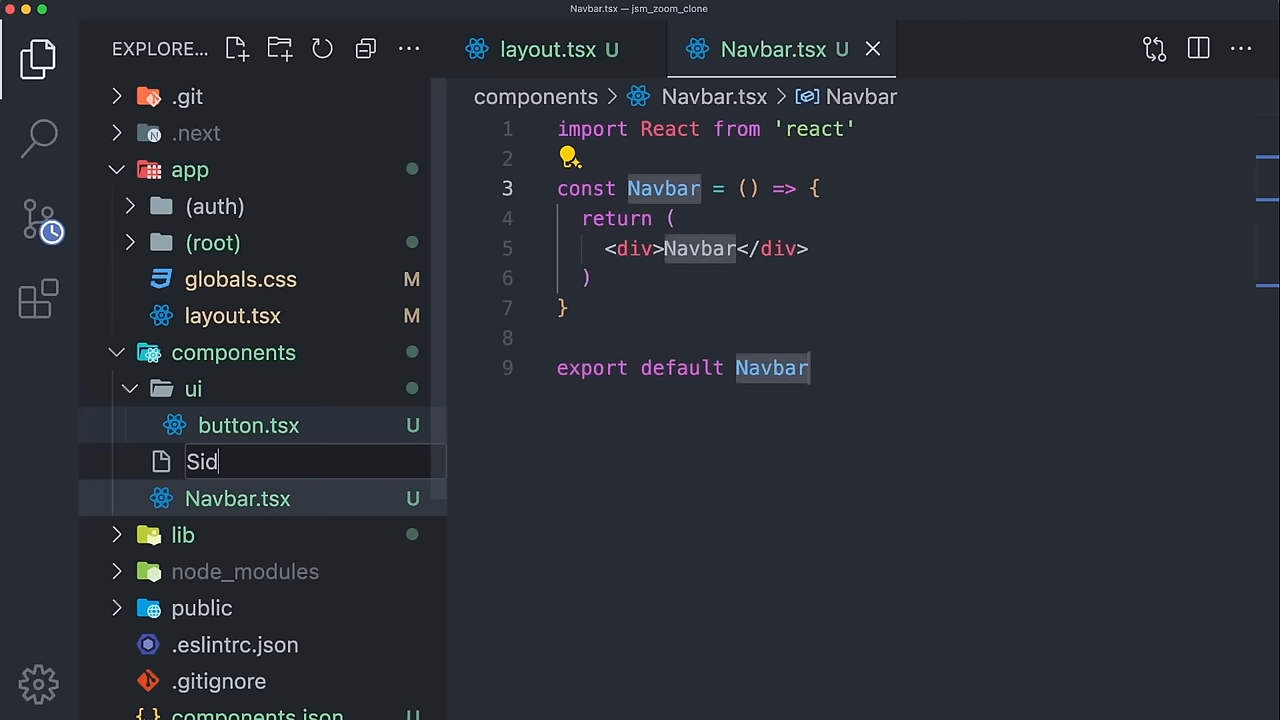 Navbar.tsx — jsm_zoom_clone
EXPLORE...
layout.tsx U
Navbar.tsx U
components > Navbar.tsx > Navbar
.git
.next
app
(auth)
(root)
globals.css M
layout.tsx M
components
ui
button.tsx U
Sid
Navbar.tsx U
lib
node_modules
public
.eslintrc.json
.gitignore
components.json U
1 import React from 'react'
2
3 const Navbar = () => {
4 return (
5 <div>Navbar</div>
6 )
7 }
8
9 export default Navbar